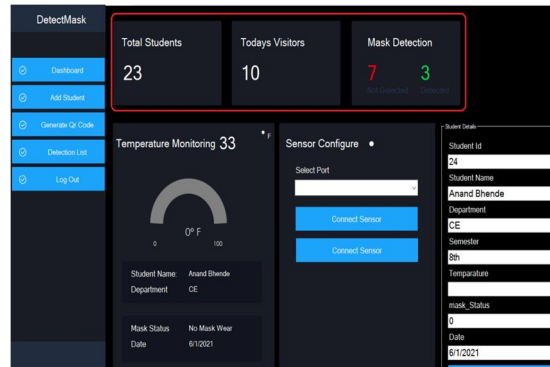 DetectMask
Dashboard
Add Student
Generate Qr Code
Detection List
Log Out
Total Students
23
Todays Visitors
10
Mask Detection
7 3
Not Detected Detected
Temperature Monitoring 33 ° F
0° F
0 100
Student Name: Anand Bhende
Department CE
Mask Status No Mask Wear
Date 6/1/2021
Sensor Configure
Select Port
Connect Sensor
Connect Sensor
Student Details
Student Id
24
Student Name
Anand Bhende
Department
CE
Semester
8th
Temparature
mask_Status
0
Date
6/1/2021